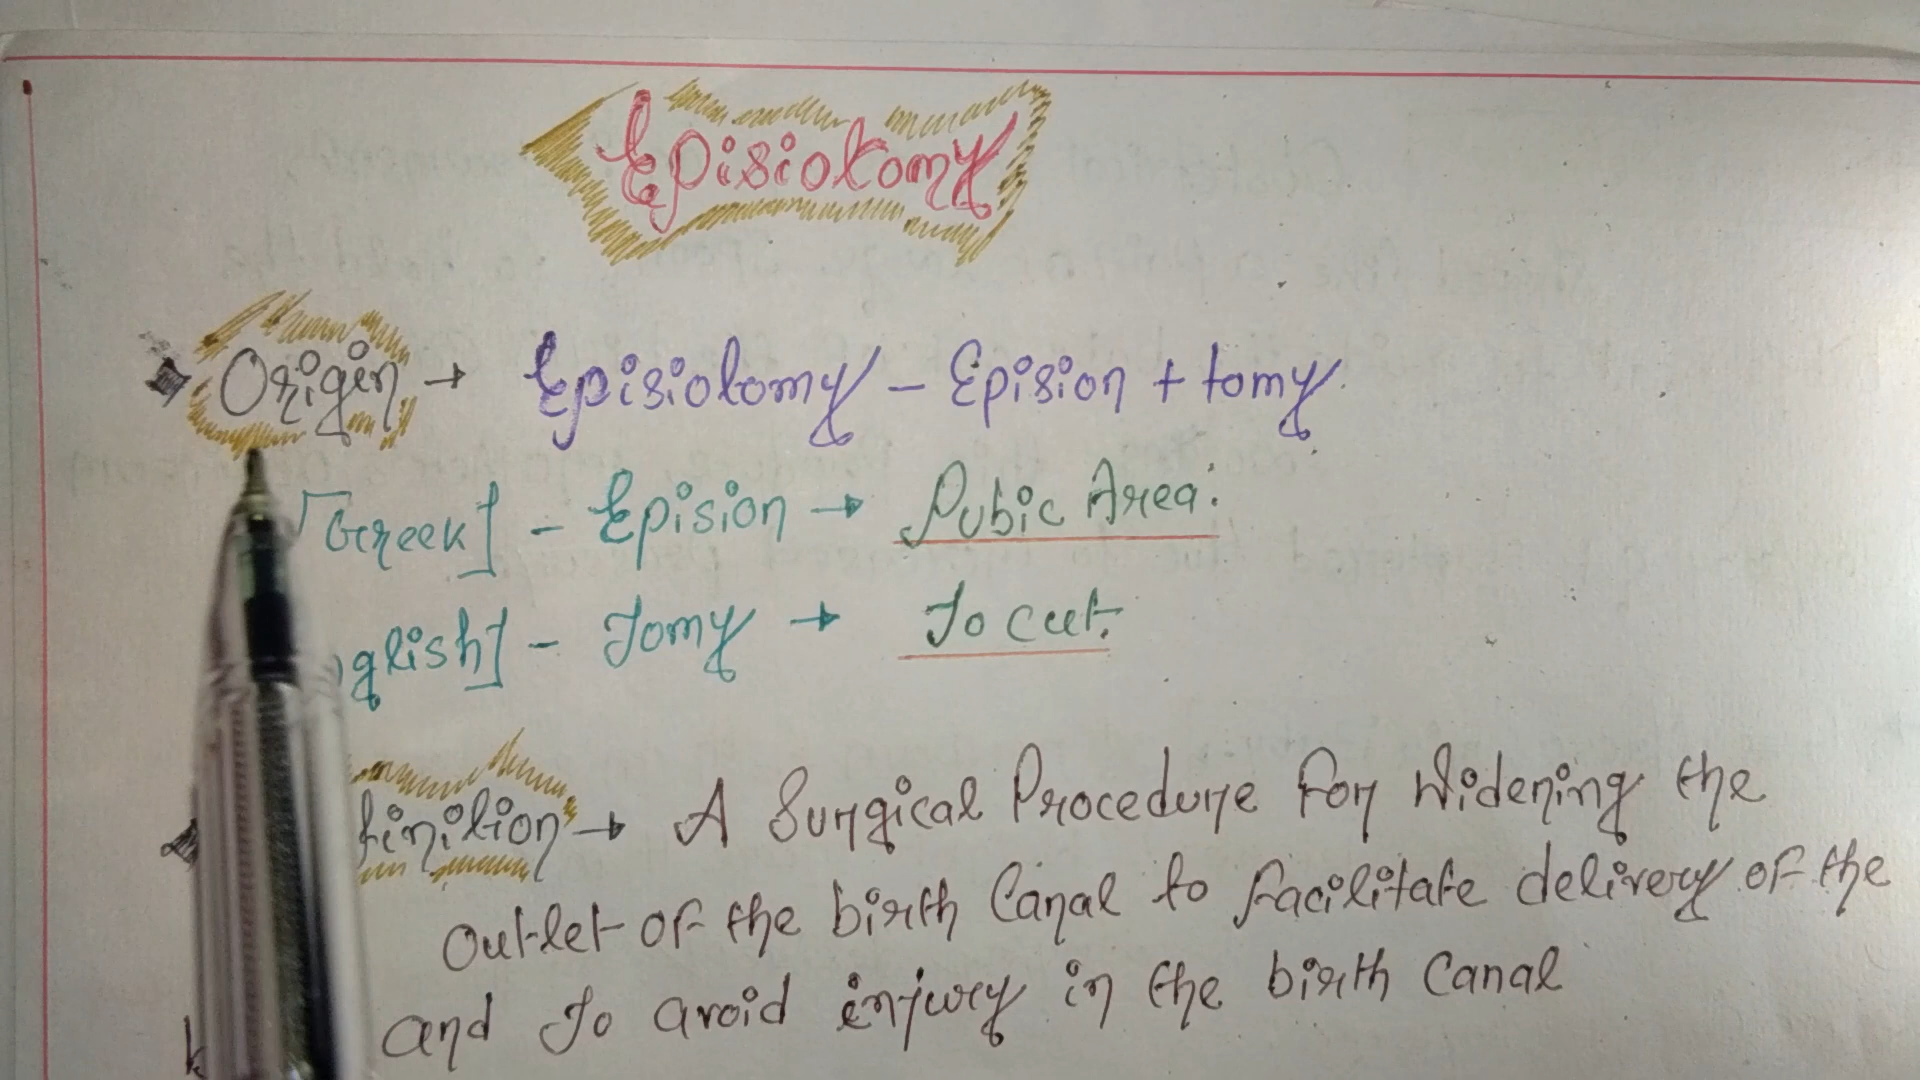 Episiotomy
Origin → Episiotomy - Epision + tomy
[Greek] - Epision → Pubic Area:
glish] - Tomy → To cut.
finition → A Surgical Procedure for widening the
outlet of the birth Canal to facilitate delivery of the
and To avoid injury in the birth Canal